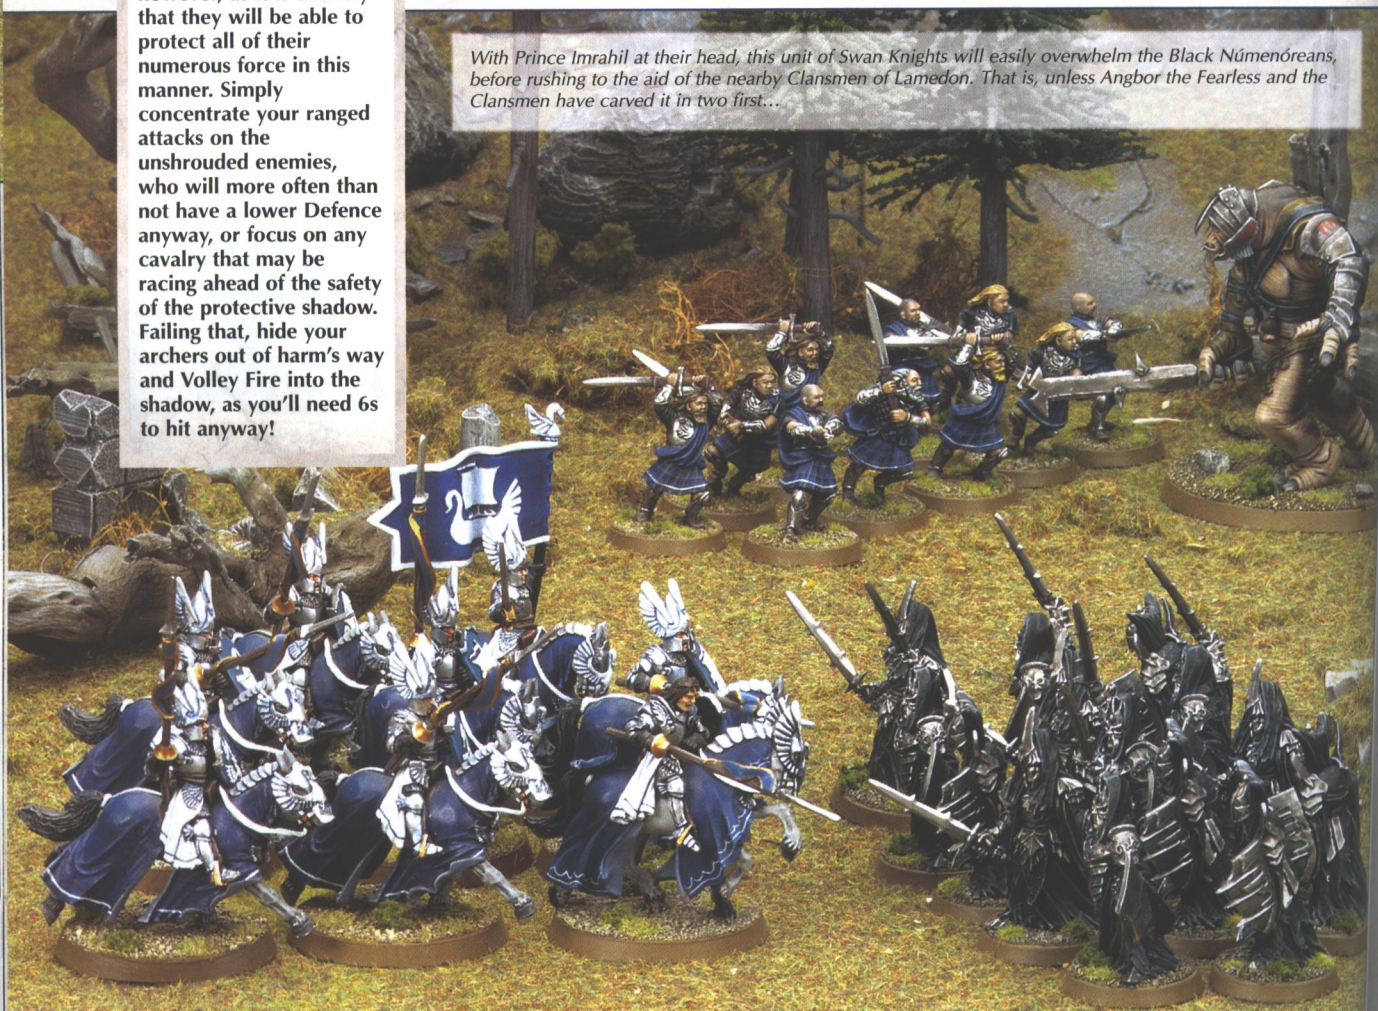 that they will be able to
protect all of their
numerous force in this
manner. Simply
concentrate your ranged
attacks on the
unshrouded enemies,
who will more often than
not have a lower Defence
anyway, or focus on any
cavalry that may be
racing ahead of the safety
of the protective shadow.
Failing that, hide your
archers out of harm's way
and Volley Fire into the
shadow, as you'll need 6s
to hit anyway!
With Prince Imrahil at their head, this unit of Swan Knights will easily overwhelm the Black Númenóreans,
before rushing to the aid of the nearby Clansmen of Lamedon. That is, unless Angbor the Fearless and the
Clansmen have carved it in two first...